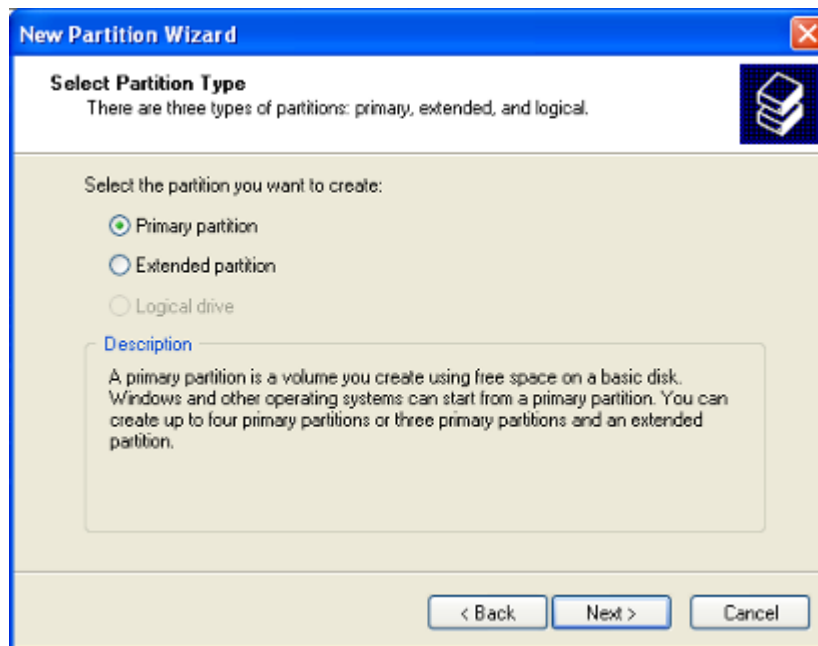 New Partition Wizard
Select Partition Type
There are three types of partitions: primary, extended, and logical.
Select the partition you want to create:
Primary partition
Extended partition
Logical drive
Description
A primary partition is a volume you create using free space on a basic disk.
Windows and other operating systems can start from a primary partition. You can
create up to four primary partitions or three primary partitions and an extended
partition.
< Back
Next >
Cancel